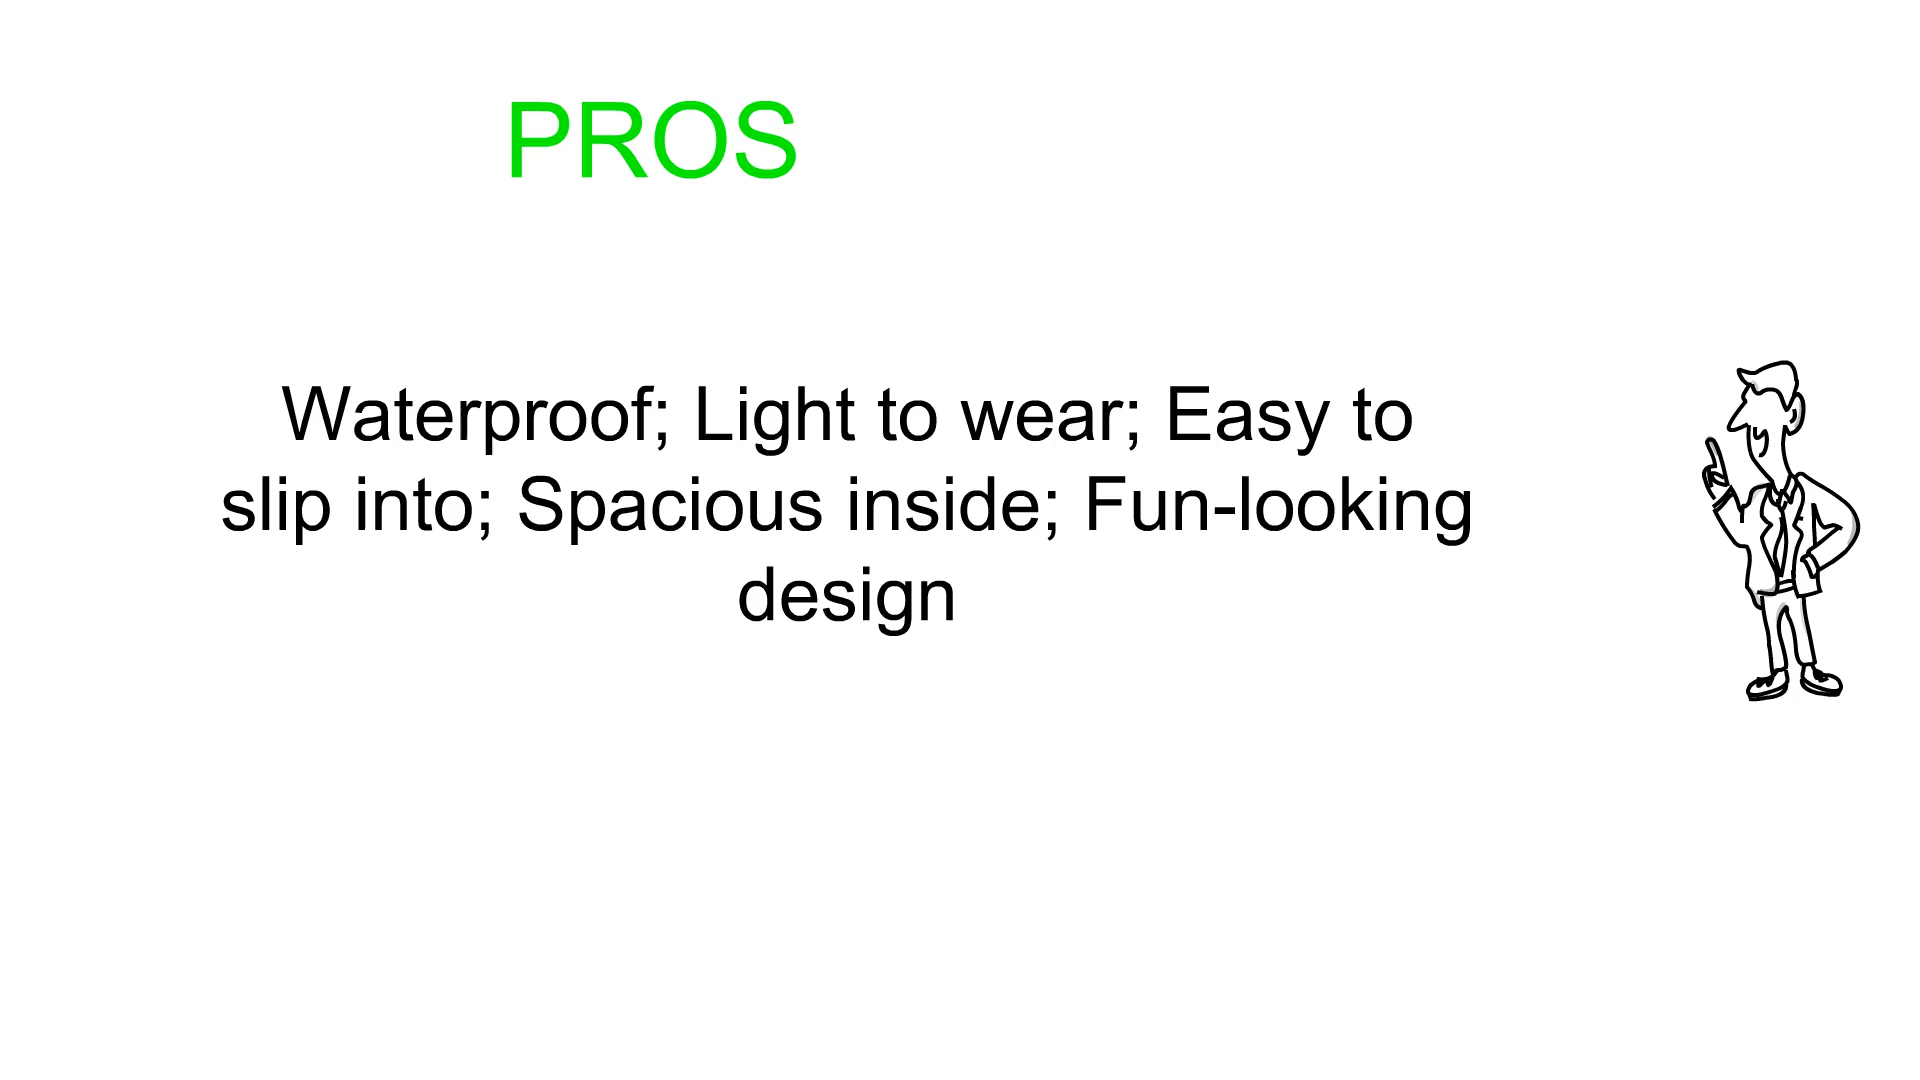 PROS
Waterproof; Light to wear; Easy to
slip into; Spacious inside; Fun-looking
design